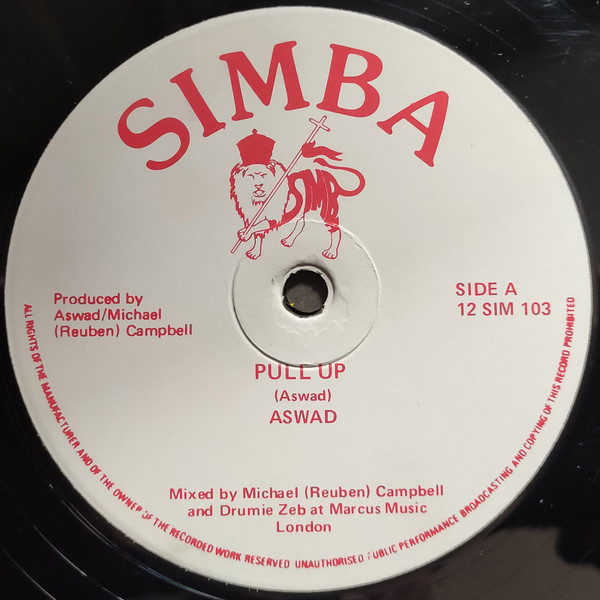 SIMBA
SIMBA
Produced by
Aswad/Michael
(Reuben) Campbell
SIDE A
12 SIM 103
PULL UP
(Aswad)
ASWAD
Mixed by Michael (Reuben) Campbell
and Drumie Zeb at Marcus Music
London
ALL RIGHTS OF THE MANUFACTURER AND OF THE OWNER OF THE RECORDED WORK RESERVED UNAUTHORISED PUBLIC PERFORMANCE BROADCASTING AND COPYING OF THIS RECORD PROHIBITED